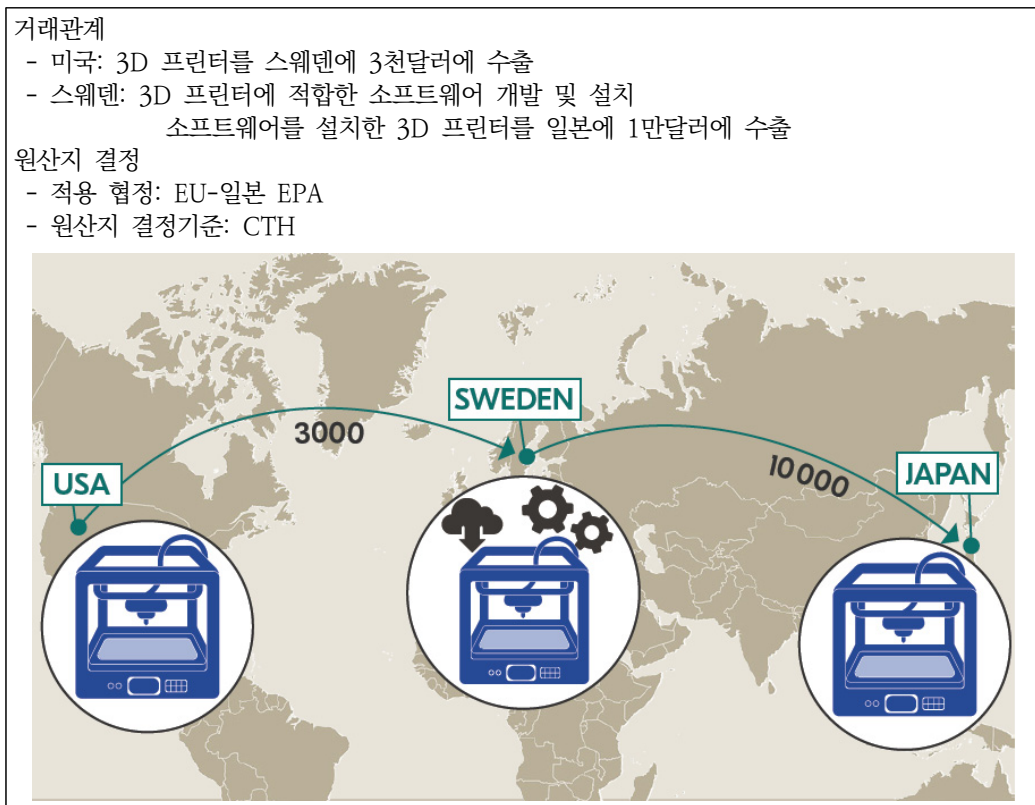 거래관계
- 미국: 3D 프린터를 스웨덴에 3천달러에 수출
- 스웨덴: 3D 프린터에 적합한 소프트웨어 개발 및 설치
소프트웨어를 설치한 3D 프린터를 일본에 1만달러에 수출
원산지 결정
- 적용 협정: EU-일본 EPA
- 원산지 결정기준: CTH
SWEDEN
3000
10 000
USA
JAPAN